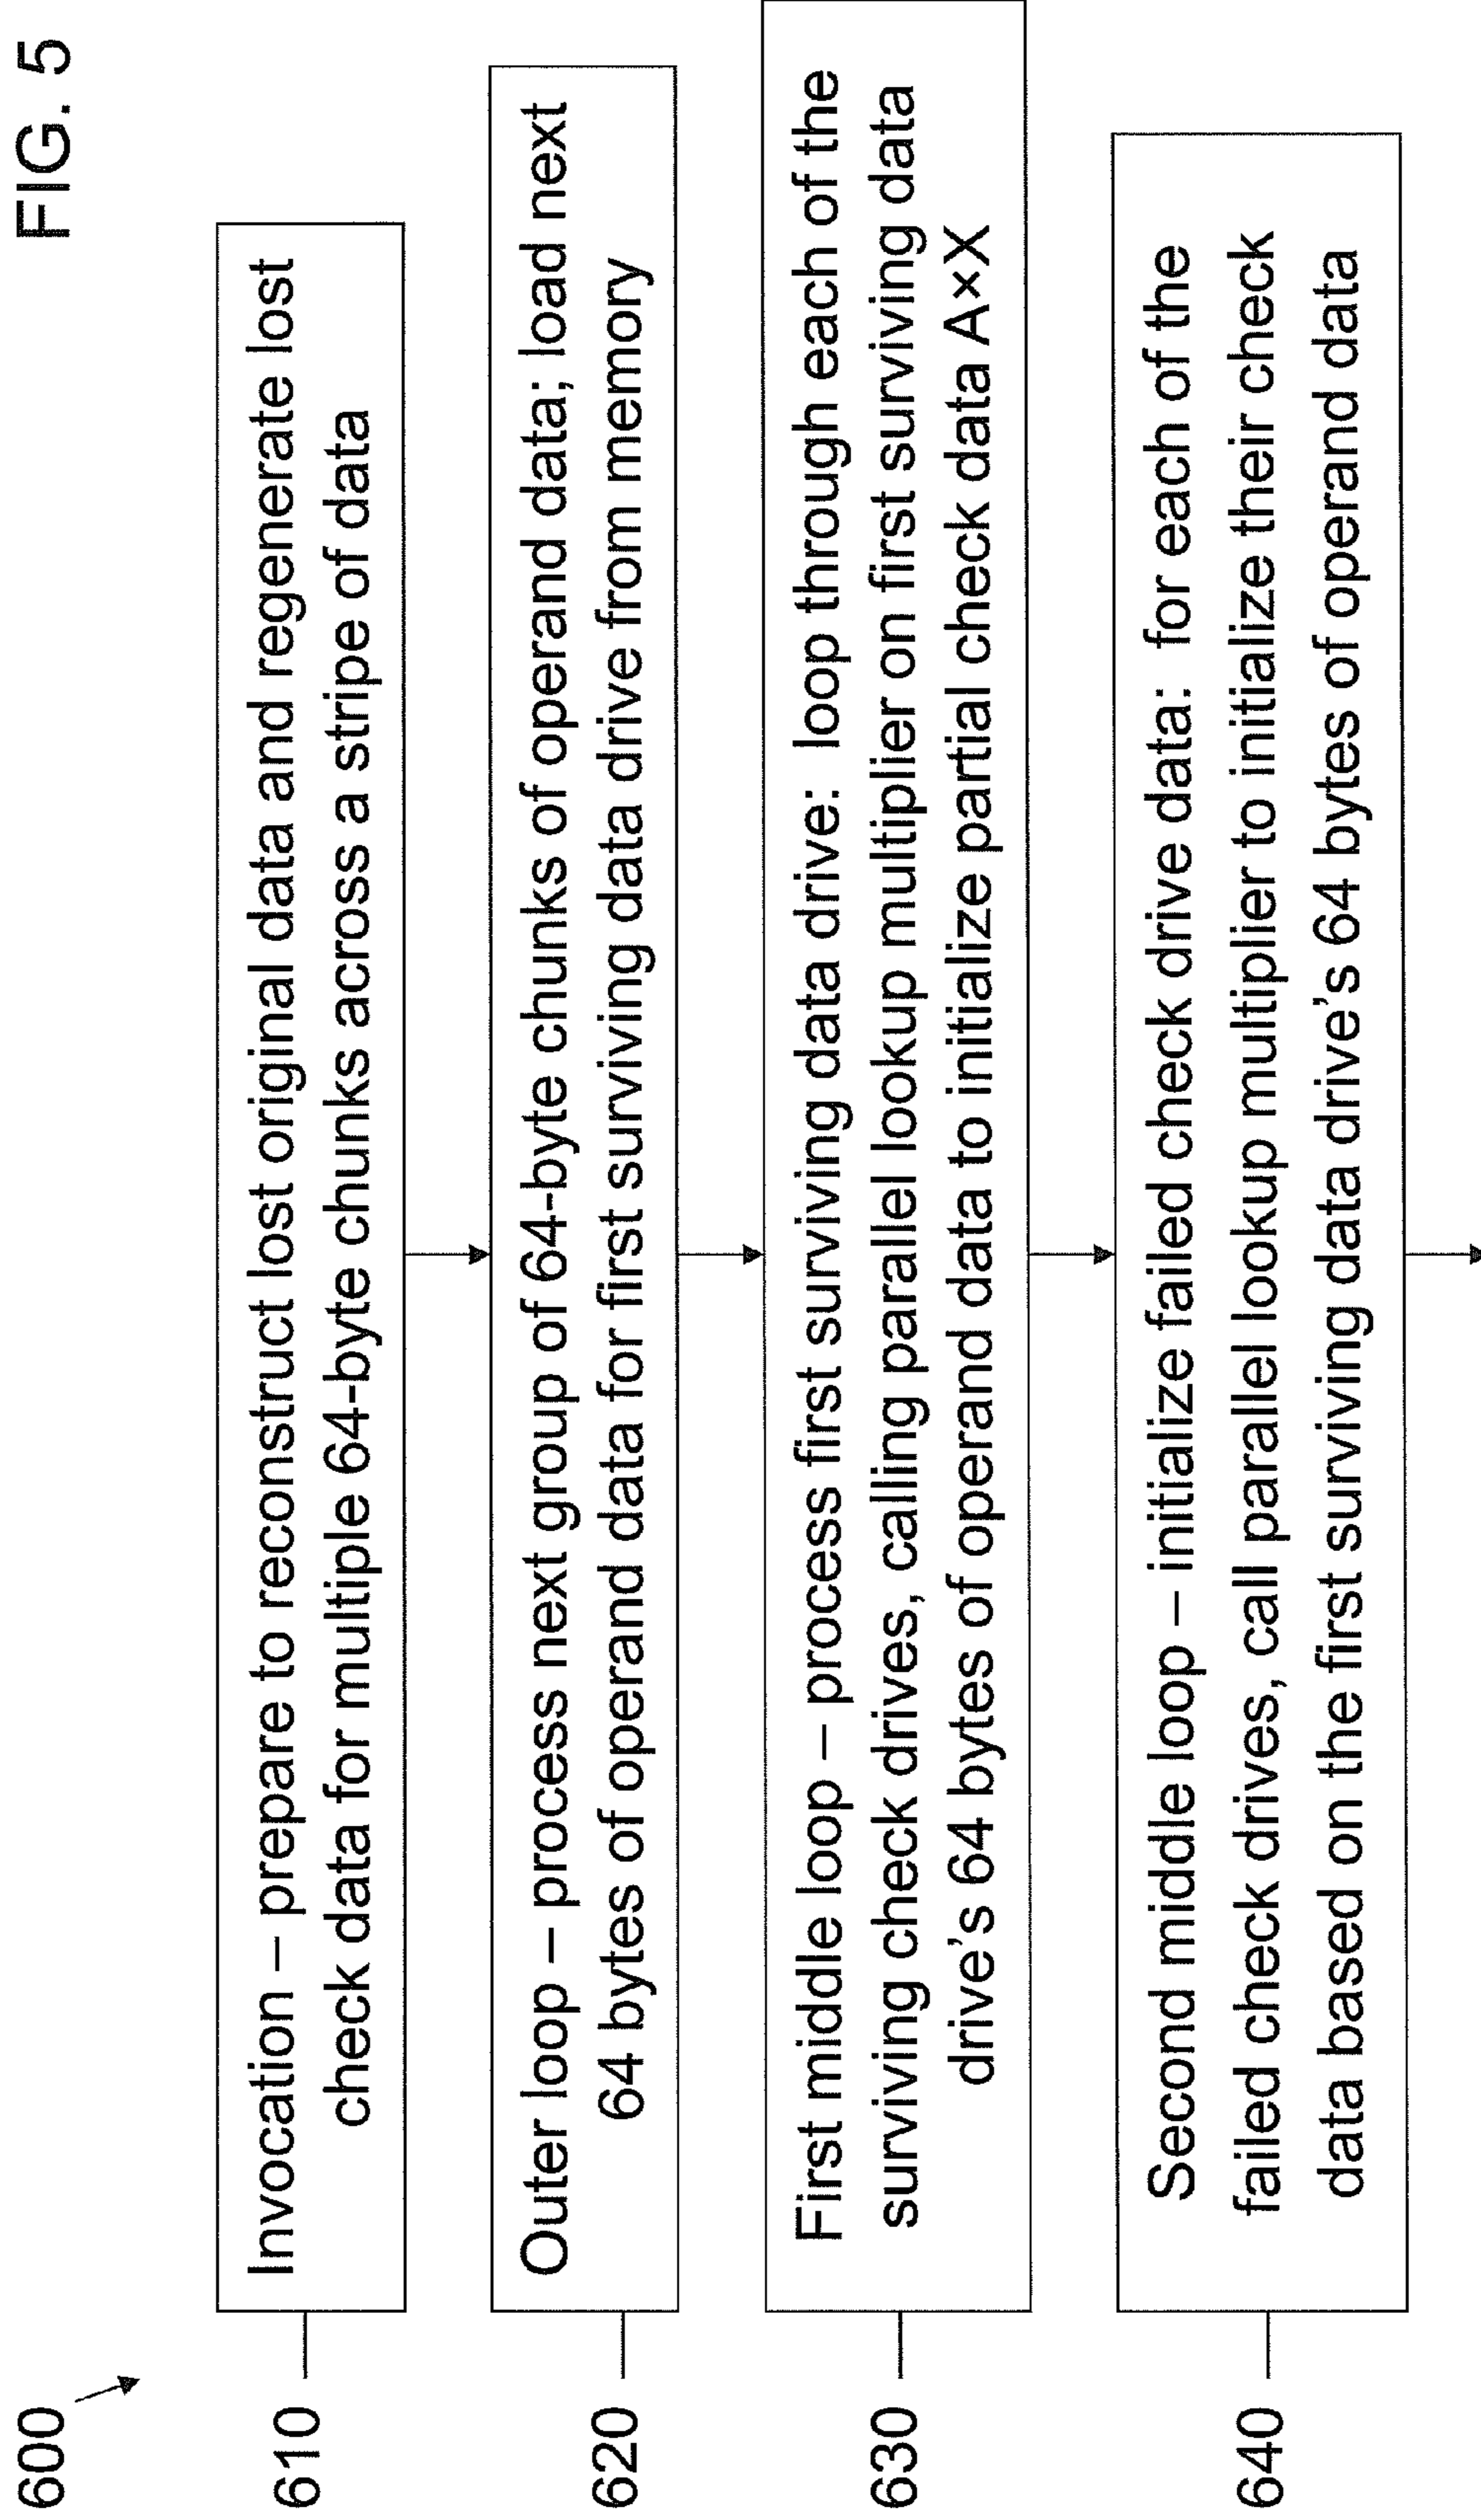 FIG. 5
600
610
Invocation – prepare to reconstruct lost original data and regenerate lost
check data for multiple 64-byte chunks across a stripe of data
620
Outer loop – process next group of 64-byte chunks of operand data; load next
64 bytes of operand data for first surviving data drive from memory
630
First middle loop – process first surviving data drive: loop through each of the
surviving check drives, calling parallel lookup multiplier on first surviving data
drive's 64 bytes of operand data to initialize partial check data A×X
640
Second middle loop – initialize failed check drive data: for each of the
failed check drives, call parallel lookup multiplier to initialize their check
data based on the first surviving data drive's 64 bytes of operand data